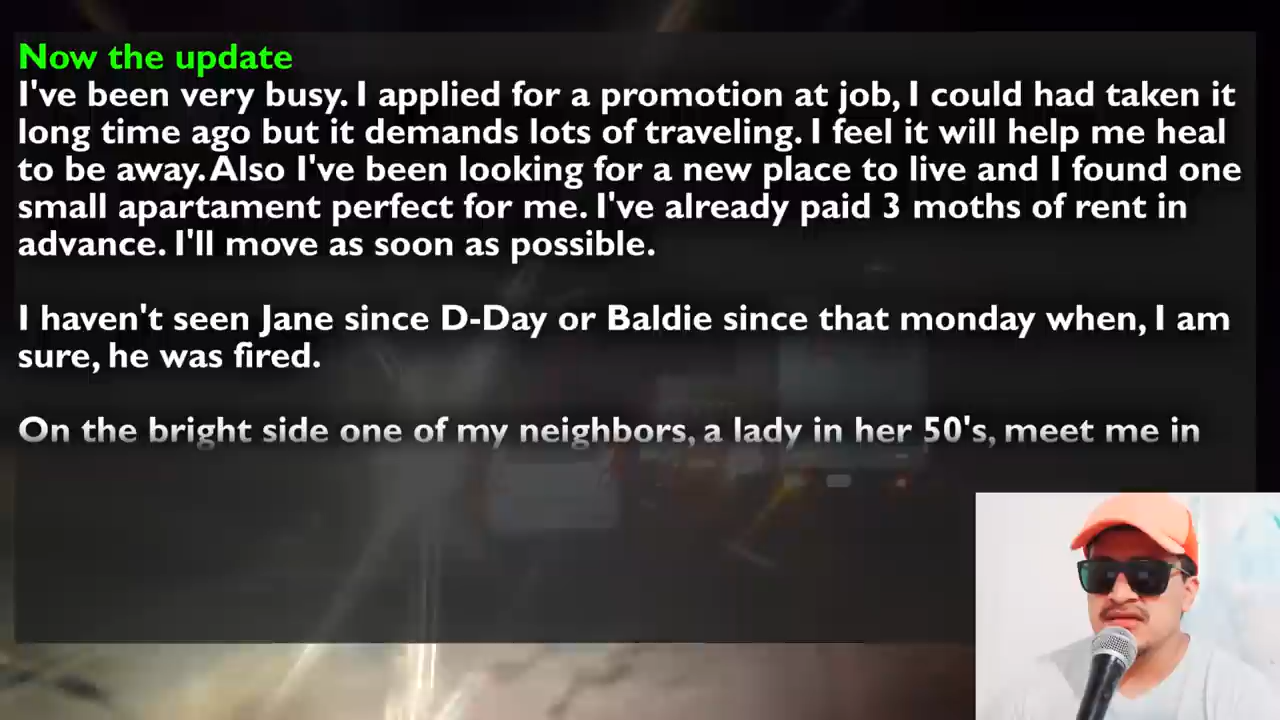 Now the update
I've been very busy. I applied for a promotion at job, I could had taken it
long time ago but it demands lots of traveling. I feel it will help me heal
to be away. Also I've been looking for a new place to live and I found one
small apartament perfect for me. I've already paid 3 moths of rent in
advance. I'll move as soon as possible.
I haven't seen Jane since D-Day or Baldie since that monday when, I am
sure, he was fired.
On the bright side one of my neighbors, a lady in her 50's, meet me in